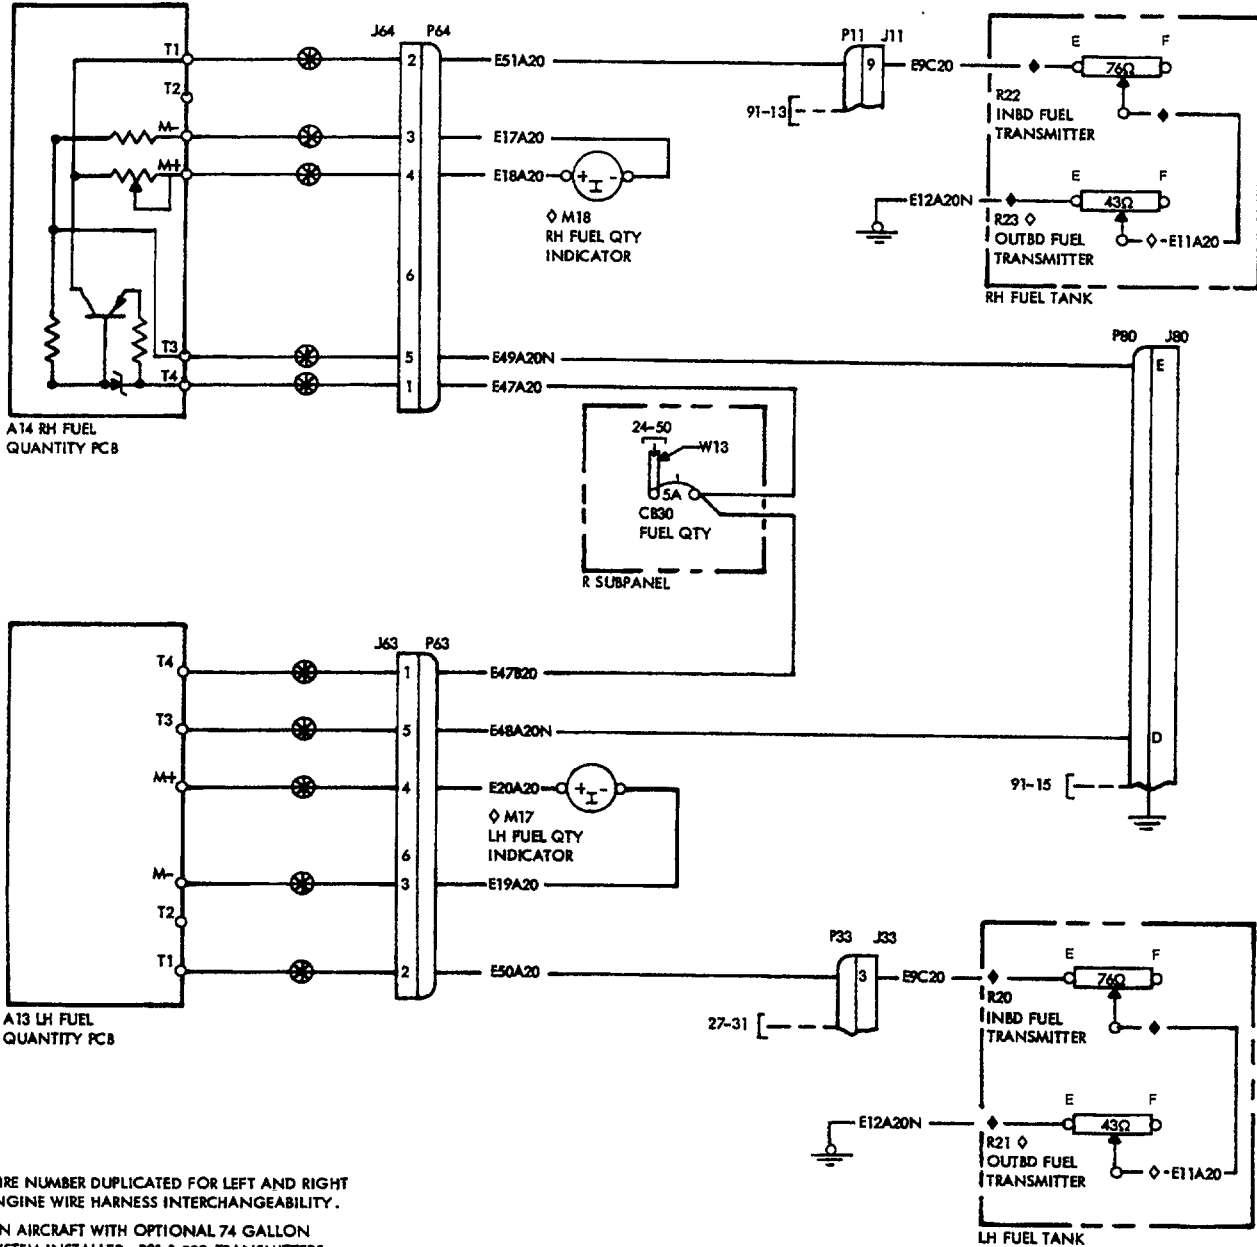 T1
T2
M-
M+
T3
T4
A14 RH FUEL
QUANTITY PCB
J64 P64
2
3
4
6
5
1
E51A20
E17A20
E18A20
+ I -
◊ M18
RH FUEL QTY
INDICATOR
E49A20N
E47A20
P11 J11
9
91-13
E9C20
E F
76Ω
R22
INBD FUEL
TRANSMITTER
E12A20N
E F
43Ω
R23 ◊
OUTBD FUEL
TRANSMITTER
◊-E11A20
RH FUEL TANK
24-50
W13
5A
CB30
FUEL QTY
R SUBPANEL
P80 J80
E
D
91-15
T4
T3
M+
M-
T2
T1
A13 LH FUEL
QUANTITY PCB
J63 P63
1
5
4
6
3
2
E47B20
E48A20N
E20A20
+ I -
◊ M17
LH FUEL QTY
INDICATOR
E19A20
E50A20
P33 J33
3
27-31
E9C20
E F
76Ω
R20
INBD FUEL
TRANSMITTER
E12A20N
E F
43Ω
R21 ◊
OUTBD FUEL
TRANSMITTER
◊-E11A20
LH FUEL TANK
IRE NUMBER DUPLICATED FOR LEFT AND RIGHT
NGINE WIRE HARNESS INTERCHANGEABILITY.
N AIRCRAFT WITH OPTIONAL 74 GALLON